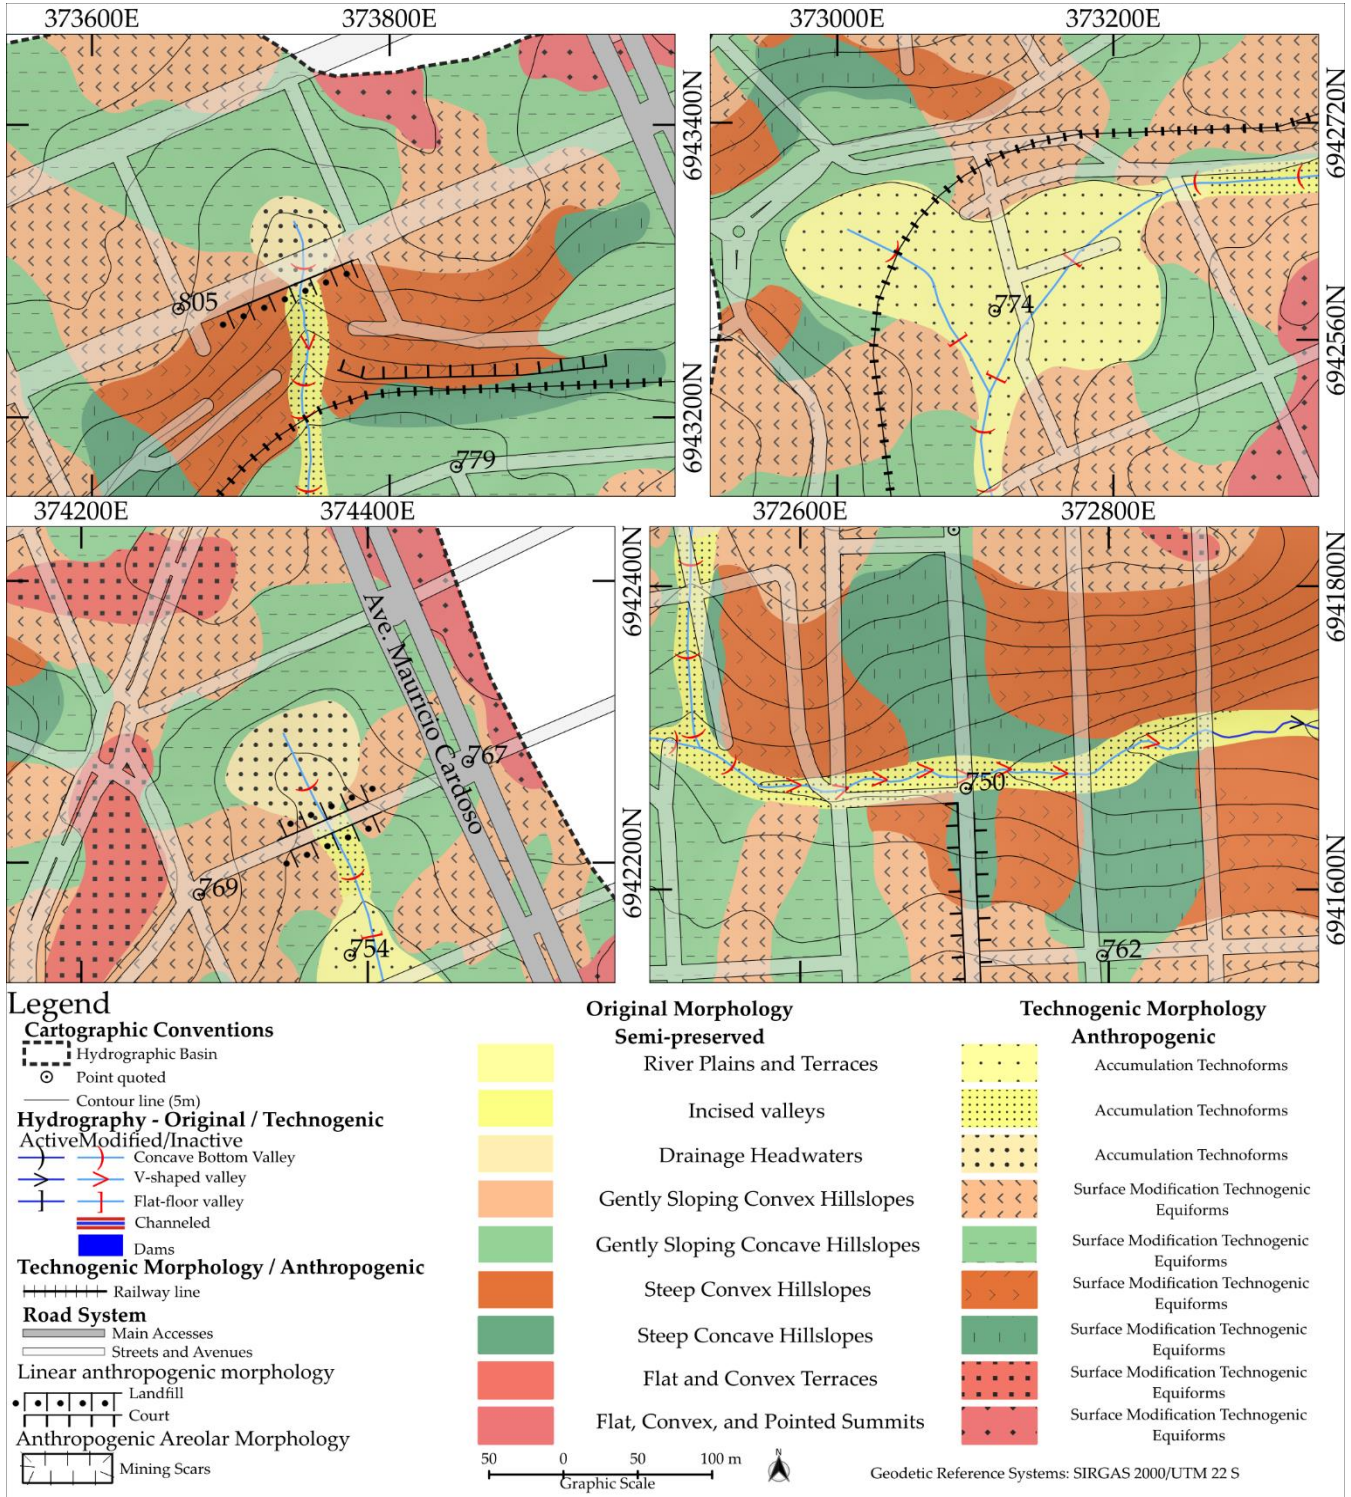 373600E 373800E 373000E 373200E
6943400N
6942720N
805
774
6943200N
6942560N
779
374200E 374400E 372600E 372800E
6942400N
6941800N
Ave. Mauricio Cardoso
767
750
6942200N
6941600N
769
754
762
Legend
Cartographic Conventions
Hydrographic Basin
Point quoted
Contour line (5m)
Hydrography - Original / Technogenic
ActiveModified/Inactive
Concave Bottom Valley
V-shaped valley
Flat-floor valley
Channeled
Dams
Technogenic Morphology / Anthropogenic
Railway line
Road System
Main Accesses
Streets and Avenues
Linear anthropogenic morphology
Landfill
Court
Anthropogenic Areolar Morphology
Mining Scars
Original Morphology
Semi-preserved
River Plains and Terraces
Incised valleys
Drainage Headwaters
Gently Sloping Convex Hillslopes
Gently Sloping Concave Hillslopes
Steep Convex Hillslopes
Steep Concave Hillslopes
Flat and Convex Terraces
Flat, Convex, and Pointed Summits
Technogenic Morphology
Anthropogenic
Accumulation Technoforms
Accumulation Technoforms
Accumulation Technoforms
Surface Modification Technogenic
Equiforms
Surface Modification Technogenic
Equiforms
Surface Modification Technogenic
Equiforms
Surface Modification Technogenic
Equiforms
Surface Modification Technogenic
Equiforms
Surface Modification Technogenic
Equiforms
50 0 50 100 m
Graphic Scale
N
Geodetic Reference Systems: SIRGAS 2000/UTM 22 S